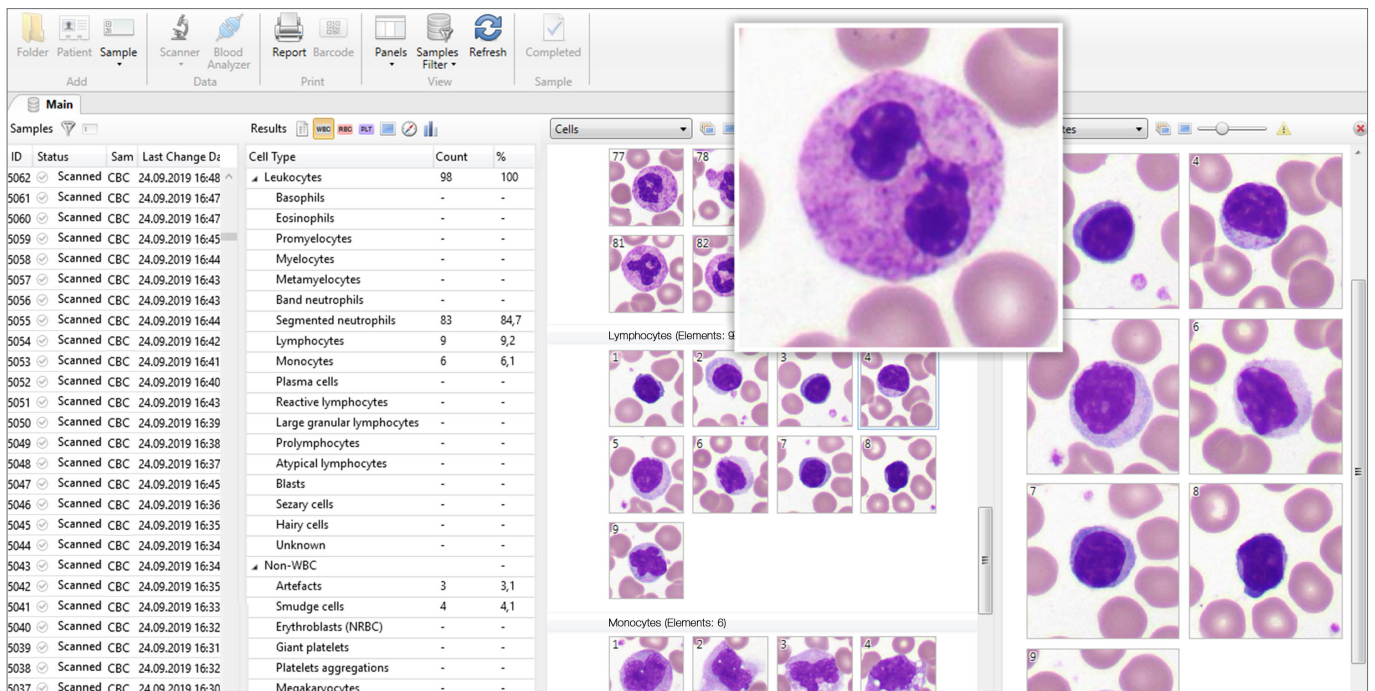 Folder Patient Sample Scanner Blood Analyzer Report Barcode Panels Samples Filter Refresh Completed
Add Data Print View Sample
Main
Samples Results WBC RBC PLT Cells tes
ID Status Sam Last Change Da
5062 Scanned CBC 24.09.2019 16:48
5061 Scanned CBC 24.09.2019 16:47
5060 Scanned CBC 24.09.2019 16:47
5059 Scanned CBC 24.09.2019 16:45
5058 Scanned CBC 24.09.2019 16:44
5057 Scanned CBC 24.09.2019 16:43
5056 Scanned CBC 24.09.2019 16:43
5055 Scanned CBC 24.09.2019 16:44
5054 Scanned CBC 24.09.2019 16:42
5053 Scanned CBC 24.09.2019 16:41
5052 Scanned CBC 24.09.2019 16:40
5051 Scanned CBC 24.09.2019 16:43
5050 Scanned CBC 24.09.2019 16:39
5049 Scanned CBC 24.09.2019 16:38
5048 Scanned CBC 24.09.2019 16:37
5047 Scanned CBC 24.09.2019 16:45
5046 Scanned CBC 24.09.2019 16:36
5045 Scanned CBC 24.09.2019 16:35
5044 Scanned CBC 24.09.2019 16:34
5043 Scanned CBC 24.09.2019 16:34
5042 Scanned CBC 24.09.2019 16:35
5041 Scanned CBC 24.09.2019 16:33
5040 Scanned CBC 24.09.2019 16:32
5039 Scanned CBC 24.09.2019 16:31
5038 Scanned CBC 24.09.2019 16:32
5037 Scanned CBC 24.09.2019 16:30
Cell Type Count %
Leukocytes 98 100
Basophils - -
Eosinophils - -
Promyelocytes - -
Myelocytes - -
Metamyelocytes - -
Band neutrophils - -
Segmented neutrophils 83 84,7
Lymphocytes 9 9,2
Monocytes 6 6,1
Plasma cells - -
Reactive lymphocytes - -
Large granular lymphocytes - -
Prolymphocytes - -
Atypical lymphocytes - -
Blasts - -
Sezary cells - -
Hairy cells - -
Unknown - -
Non-WBC -
Artefacts 3 3,1
Smudge cells 4 4,1
Erythroblasts (NRBC) - -
Giant platelets - -
Platelets aggregations - -
Megakaryocytes - -
77 78
81 82
Lymphocytes (Elements: 9
1 2 3 4
5 6 7 8
9
Monocytes (Elements: 6)
1 2 3 4
4
6
7 8
9